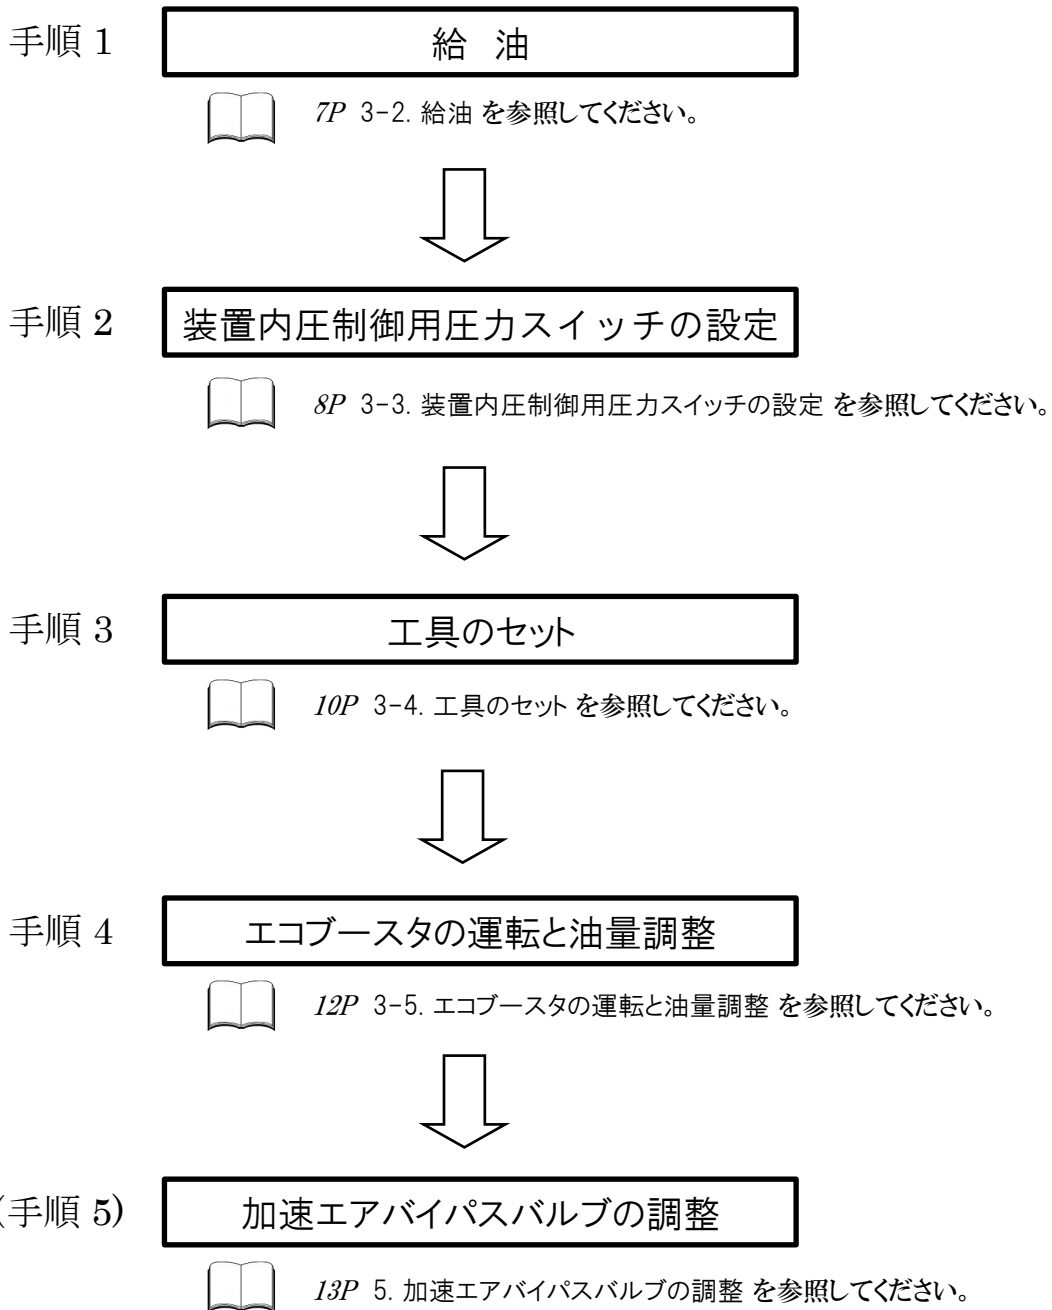 手順 1
給 油
7P 3-2. 給油 を参照してください。
手順 2
装置内圧制御用圧力スイッチの設定
8P 3-3. 装置内圧制御用圧力スイッチの設定 を参照してください。
手順 3
工具のセット
10P 3-4. 工具のセット を参照してください。
手順 4
エコブースタの運転と油量調整
12P 3-5. エコブースタの運転と油量調整 を参照してください。
(手順 5)
加速エアバイパスバルブの調整
13P 5. 加速エアバイパスバルブの調整 を参照してください。